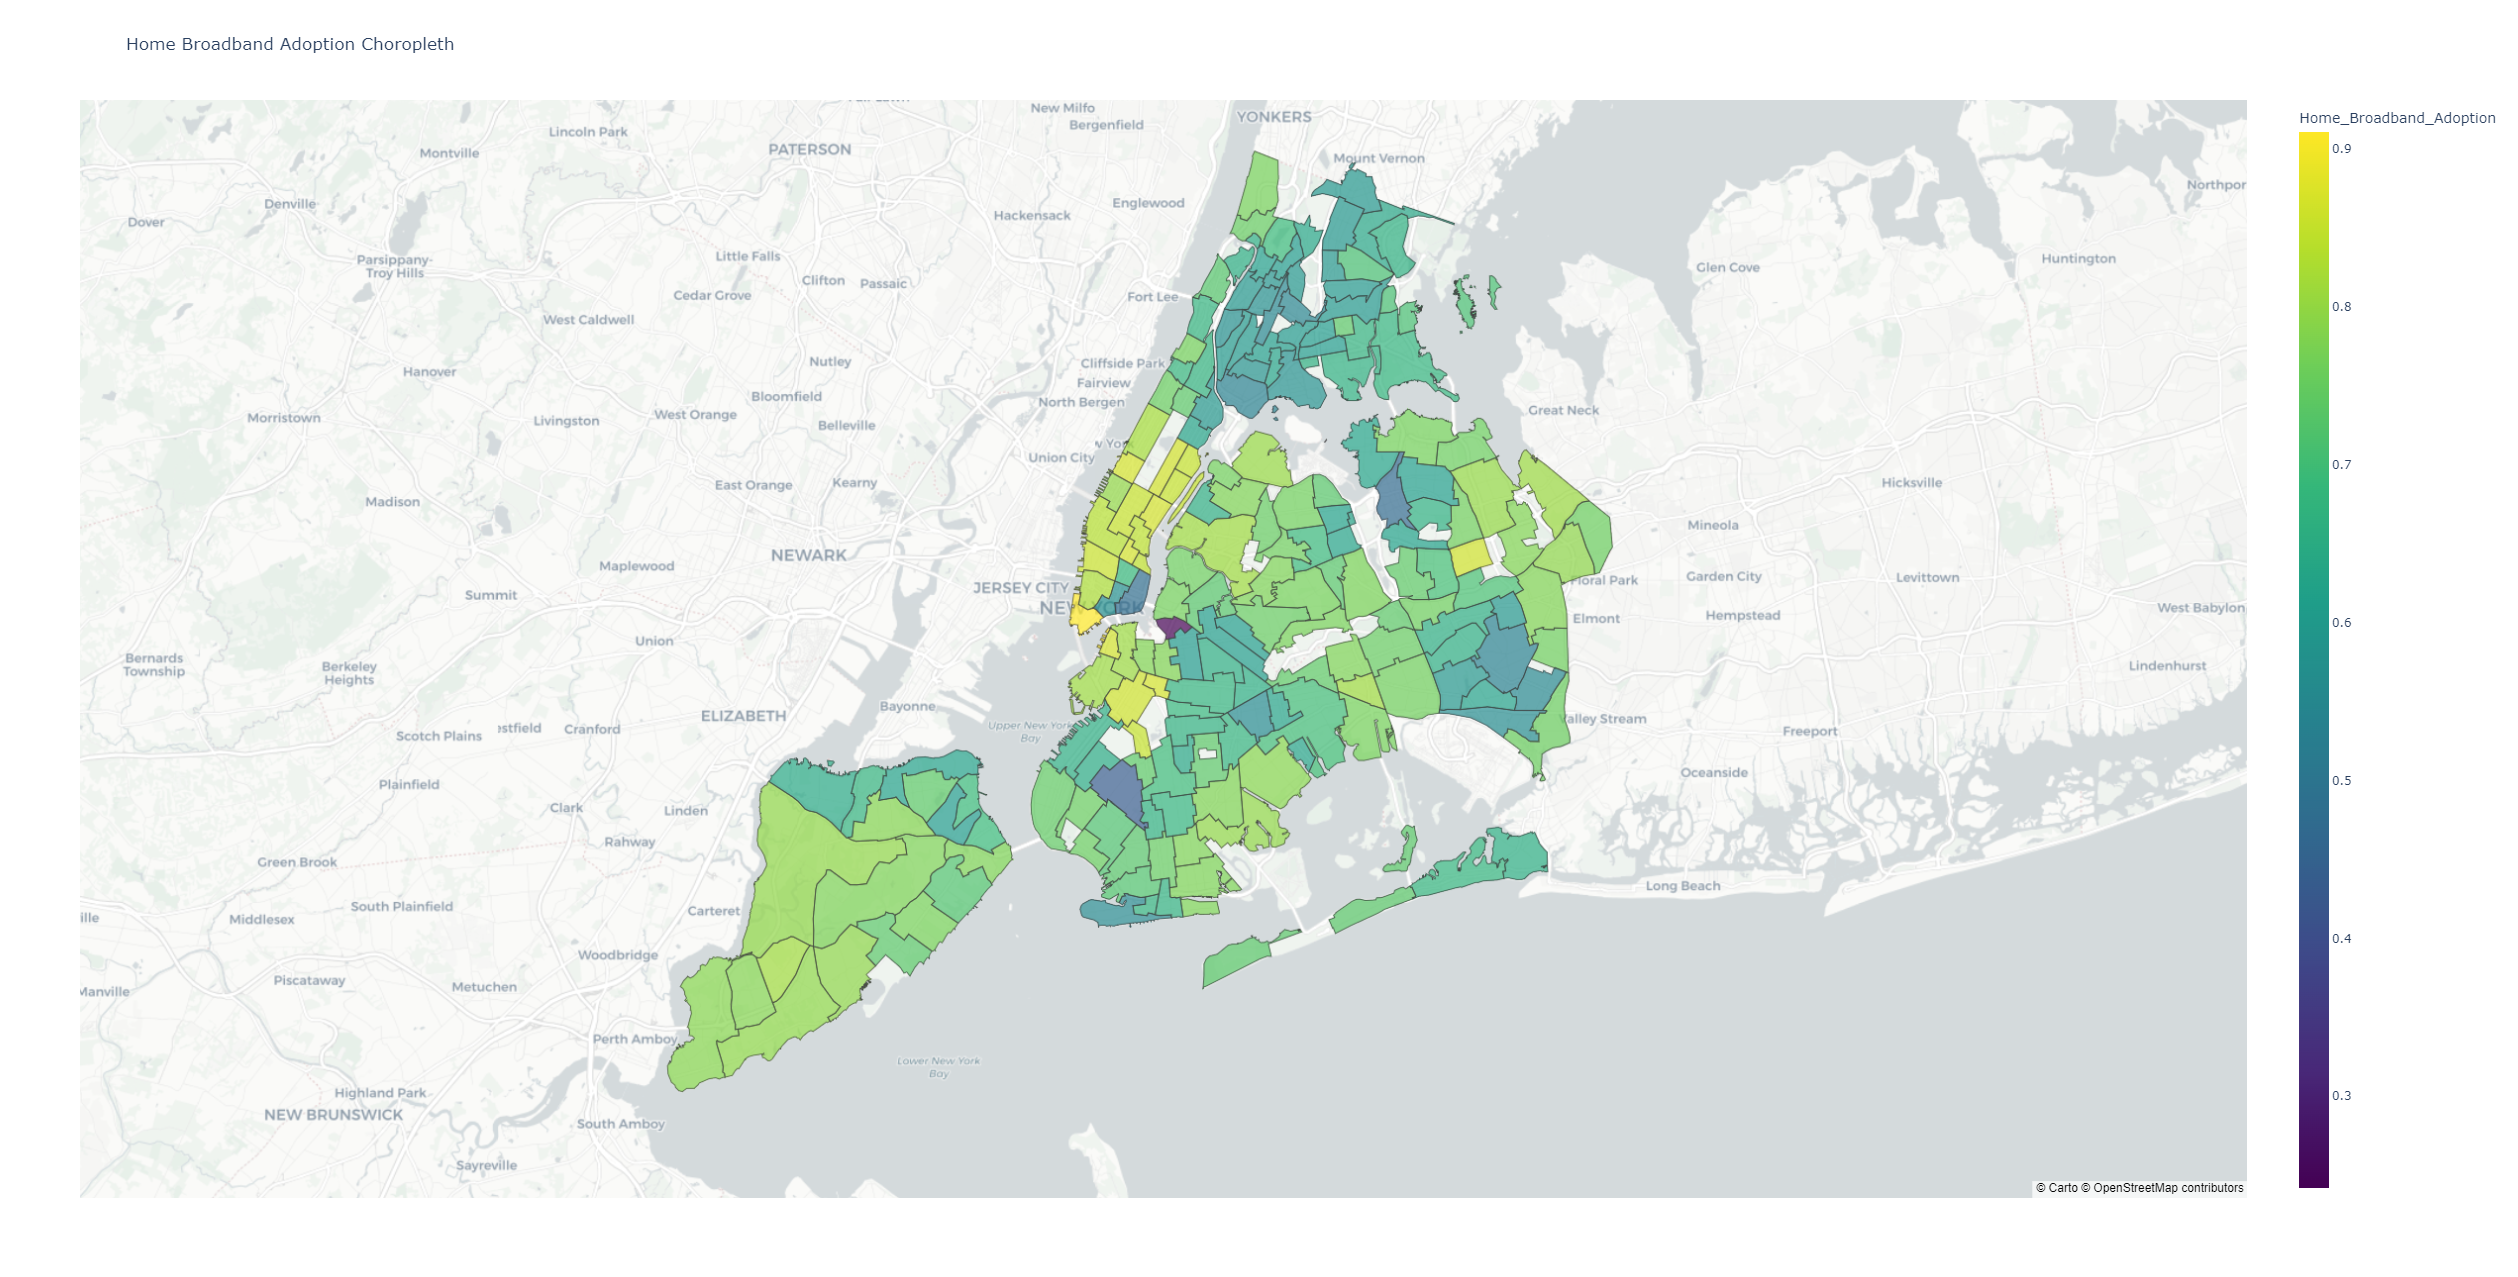 Home Broadband Adoption Choropleth
Home_Broadband_Adoption
0.9
0.8
0.7
0.6
0.5
0.4
0.3
New Milfo
YONKERS
Bergenfield
Lincoln Park
PATERSON
Montville
Mount Vernon
Northpor
Denville
Englewood
Hackensack
Dover
Parsippany-
Troy Hills
Little Falls
Clifton
Passaic
Cedar Grove
Fort Lee
Glen Cove
Huntington
West Caldwell
Nutley
Cliffside Park
Hanover
Fairview
Bloomfield
North Bergen
Morristown
Livingston
West Orange
Belleville
Great Neck
Union City
East Orange
Kearny
Madison
Hicksville
Mineola
NEWARK
Maplewood
JERSEY CITY
Summit
NEW YORK
Floral Park
Garden City
Levittown
Elmont
Hempstead
West Babylon
Union
Bernards
Township
Berkeley
Heights
Lindenhurst
Bayonne
ELIZABETH
Upper New York
Bay
Valley Stream
Freeport
estfield
Cranford
Scotch Plains
Plainfield
Oceanside
Clark
Linden
Rahway
Green Brook
Long Beach
ille
Middlesex
South Plainfield
Carteret
Woodbridge
Manville
Piscataway
Metuchen
Perth Amboy
Lower New York
Bay
Highland Park
NEW BRUNSWICK
South Amboy
Sayreville
© Carto © OpenStreetMap contributors